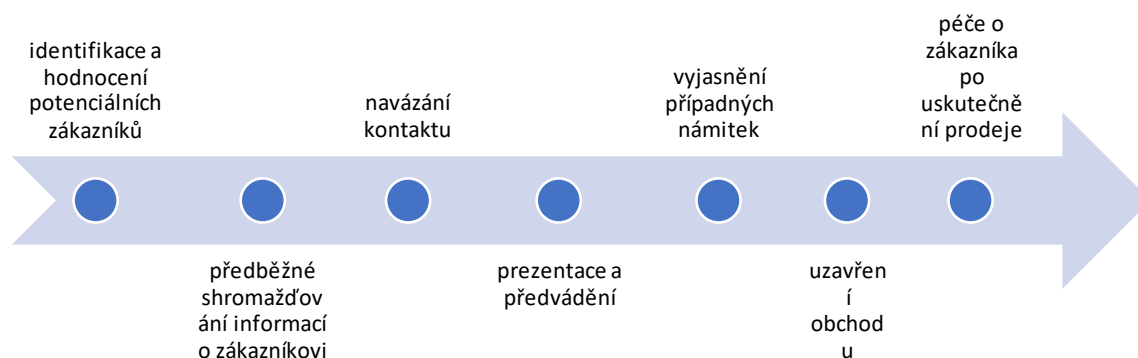 identifikace a
hodnocení
potenciálních
zákazníků
předběžné
shromažďov
ání informací
o zákazníkovi
navázání
kontaktu
prezentace a
předvádění
vyjasnění
případných
námitek
uzavřen
í
obchod
u
péče o
zákazníka
po
uskutečně
ní prodeje